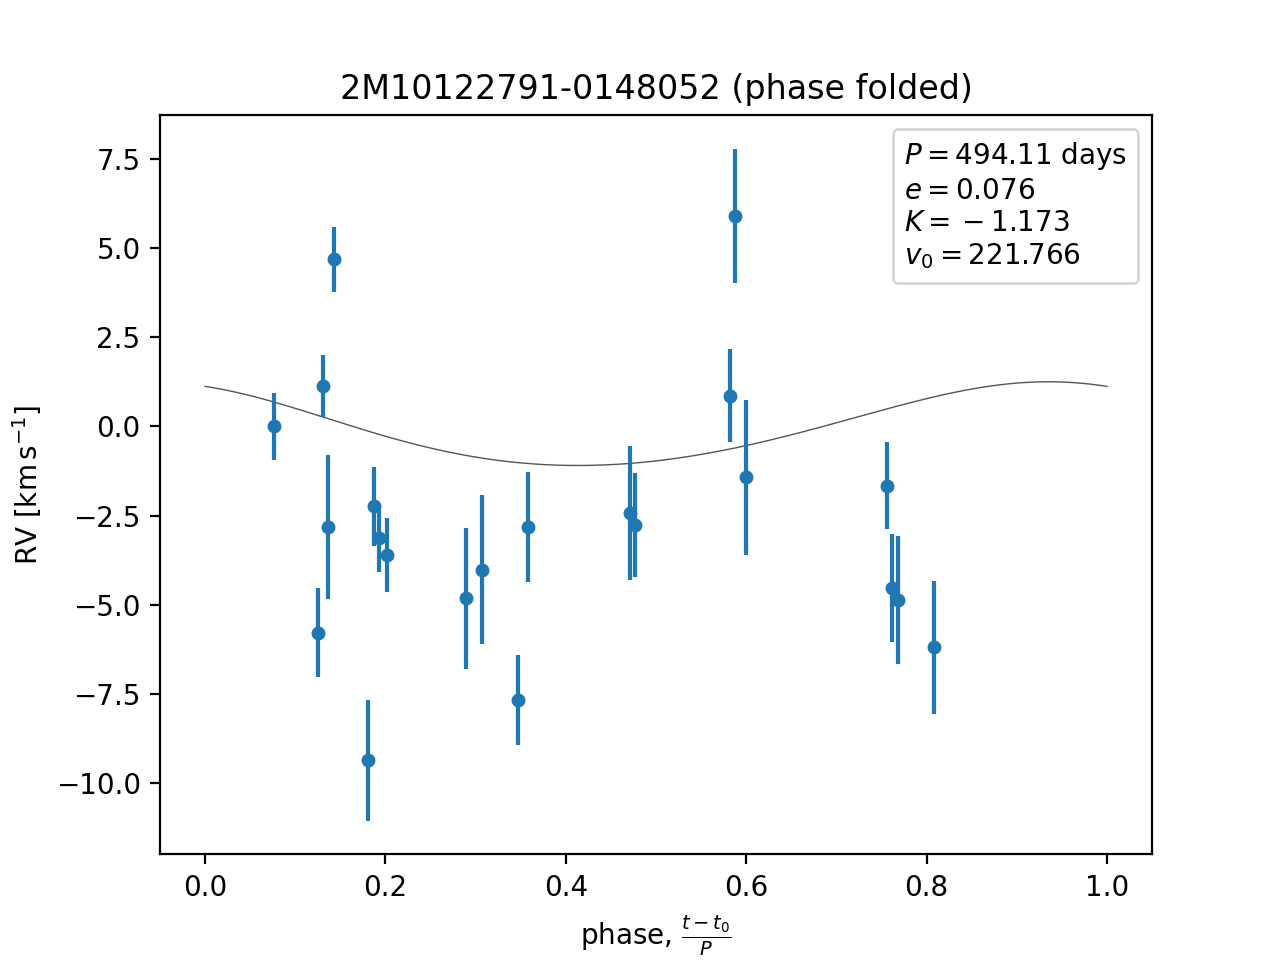 2M10122791-0148052 (phase folded)
P = 494.11 days
e = 0.076
K = −1.173
v₀ = 221.766
7.5
5.0
2.5
0.0
−2.5
−5.0
−7.5
−10.0
RV [km s⁻¹]
0.0 0.2 0.4 0.6 0.8 1.0
phase, (t − t₀)/P